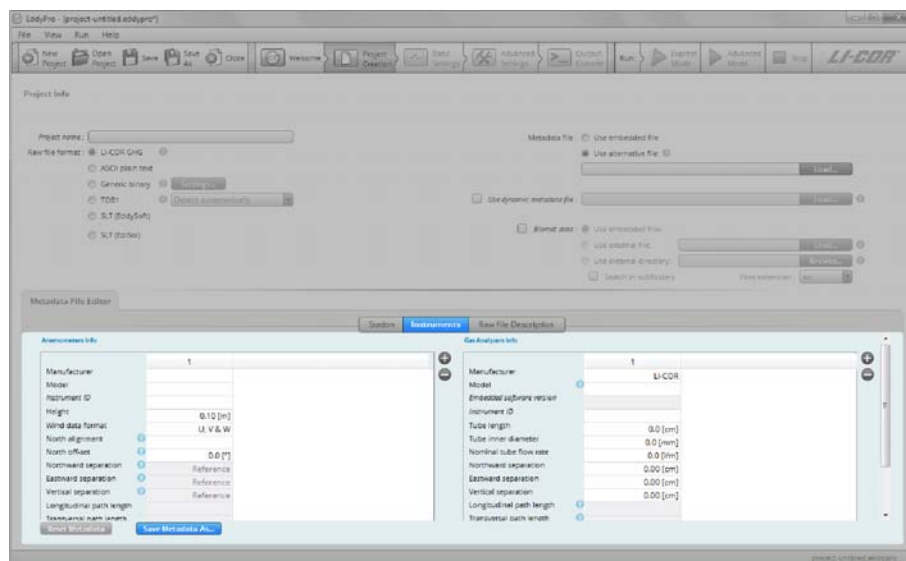 EddyPro - [project-untitled.eddypro*]
File View Run Help
New Project Open Project Save Save As Close Welcome Project Creation Basic Settings Advanced Settings Output Run Express Mode Advanced Mode Stop LI-COR
Project Info
Project name:
Raw file format: LI-COR GHG
ASCII plain text
Generic binary Settings...
TOB1 Detect automatically
SLT (EddySoft)
SLT (EdiSol)
Metadata file: Use embedded file
Use alternative file
Load...
Use dynamic metadata file: Load...
Biomet data: Use embedded files
Use external file: Load...
Use external directory: Browse...
Search in subfolders Files extension:
Metadata File Editor
Station Instruments Raw File Description
Anemometers Info
1
Manufacturer
Model
Instrument ID
Height 0.10 [m]
Wind data format U, V & W
North alignment
North off-set 0.0 [°]
Northward separation Reference
Eastward separation Reference
Vertical separation Reference
Longitudinal path length
Transversal path length
Gas Analyzers Info
1
Manufacturer LI-COR
Model
Embedded software version
Instrument ID
Tube length 0.0 [cm]
Tube inner diameter 0.0 [mm]
Nominal tube flow rate 0.0 [l/m]
Northward separation 0.00 [cm]
Eastward separation 0.00 [cm]
Vertical separation 0.00 [cm]
Longitudinal path length
Transversal path length
Reset Metadata Save Metadata As...
project-untitled.eddypro